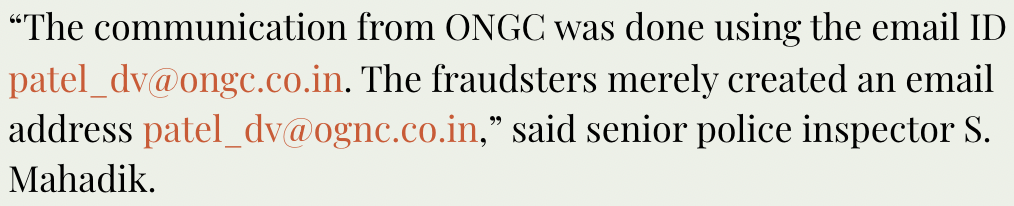 “The communication from ONGC was done using the email ID
patel_dv@ongc.co.in. The fraudsters merely created an email
address patel_dv@ognc.co.in,” said senior police inspector S.
Mahadik.